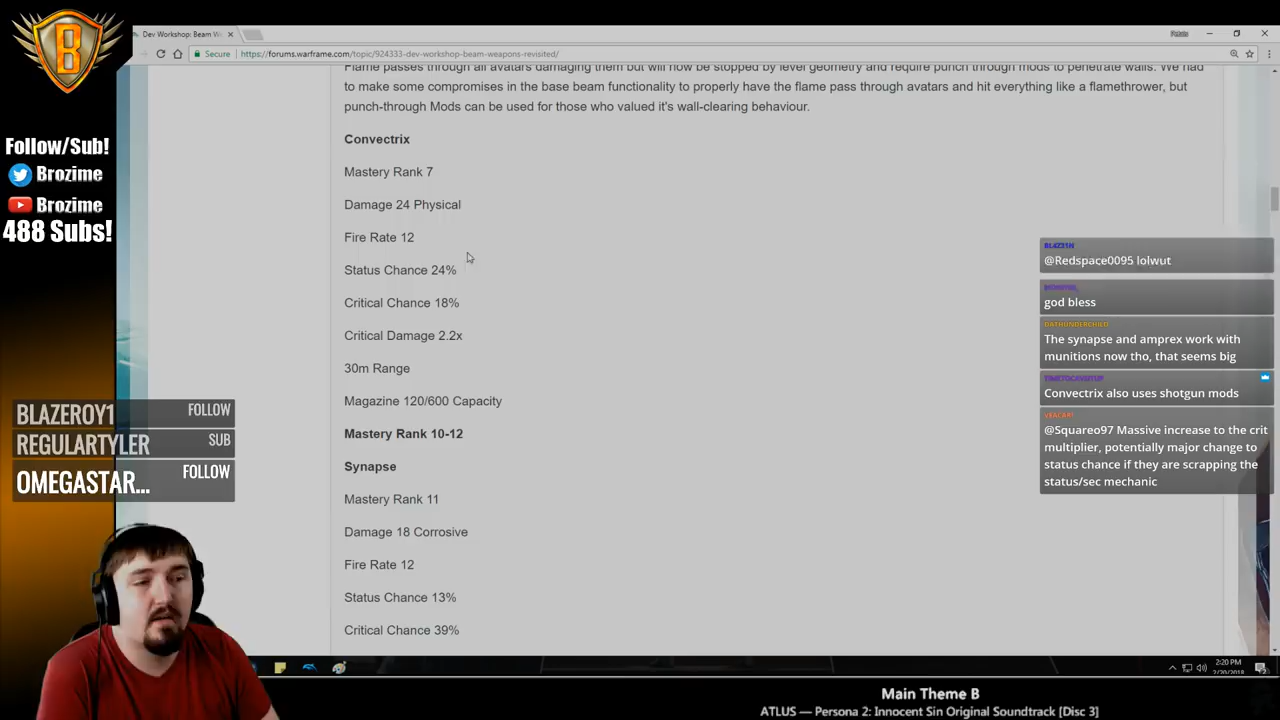 B
Dev Workshop: Beam W
Secure
https://forums.warframe.com/topic/924333-dev-workshop-beam-weapons-revisited/
Flame passes through all avatars damaging them but will now be stopped by level geometry and require punch through mods to penetrate walls. We had
to make some compromises in the base beam functionality to properly have the flame pass through avatars and hit everything like a flamethrower, but
punch-through Mods can be used for those who valued it's wall-clearing behaviour.
Convectrix
Mastery Rank 7
Damage 24 Physical
Fire Rate 12
Status Chance 24%
Critical Chance 18%
Critical Damage 2.2x
30m Range
Magazine 120/600 Capacity
Mastery Rank 10-12
Synapse
Mastery Rank 11
Damage 18 Corrosive
Fire Rate 12
Status Chance 13%
Critical Chance 39%
Follow/Sub!
Brozime
Brozime
488 Subs!
BLAZEROY1 FOLLOW
REGULARTYLER SUB
OMEGASTAR... FOLLOW
@Redspace0095 lolwut
god bless
DATHUNDERCHILD
The synapse and amprex work with
munitions now tho, that seems big
Convectrix also uses shotgun mods
@Squareo97 Massive increase to the crit
multiplier, potentially major change to
status chance if they are scrapping the
status/sec mechanic
2:20 PM
2/20/2018
Main Theme B
ATLUS — Persona 2: Innocent Sin Original Soundtrack [Disc 3]